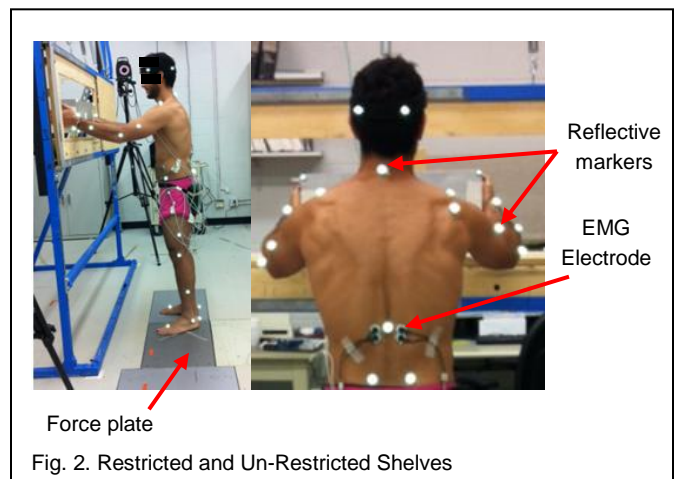 Reflective
markers
EMG
Electrode
Force plate
Fig. 2. Restricted and Un-Restricted Shelves